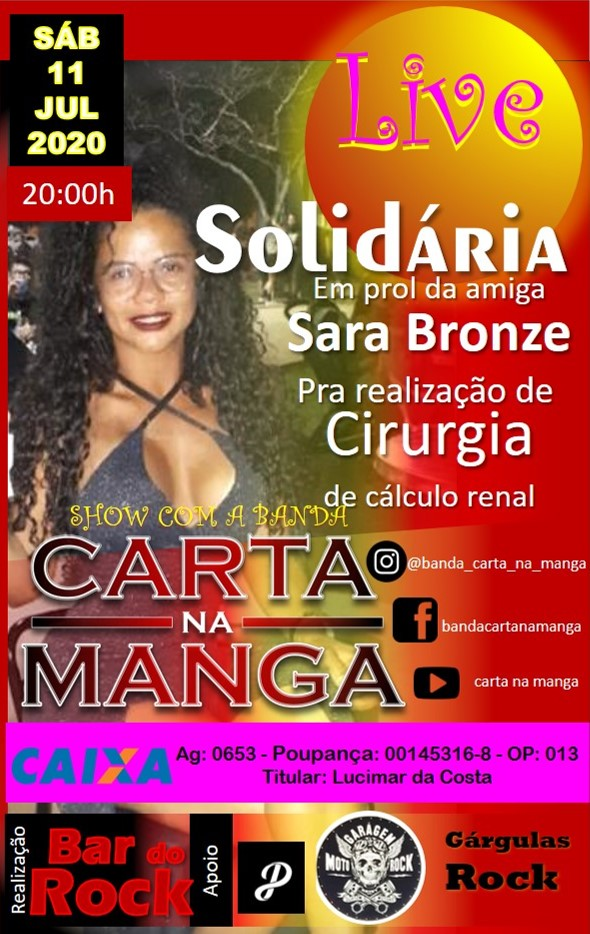 SÁB
11
JUL
2020
20:00h
Live
SolidÁRIA
Em prol da amiga
Sara Bronze
Pra realização de
Cirurgia
de cálculo renal
SHOW COM A BANDA
CARTA
NA
MANGA
@banda_carta_na_manga
bandacartanamanga
carta na manga
CAIXA
Ag: 0653 - Poupança: 00145316-8 - OP: 013
Titular: Lucimar da Costa
Realização
Bar do
Rock
Apoio
P
GARAGEM
MOTO ROCK
Gárgulas
Rock